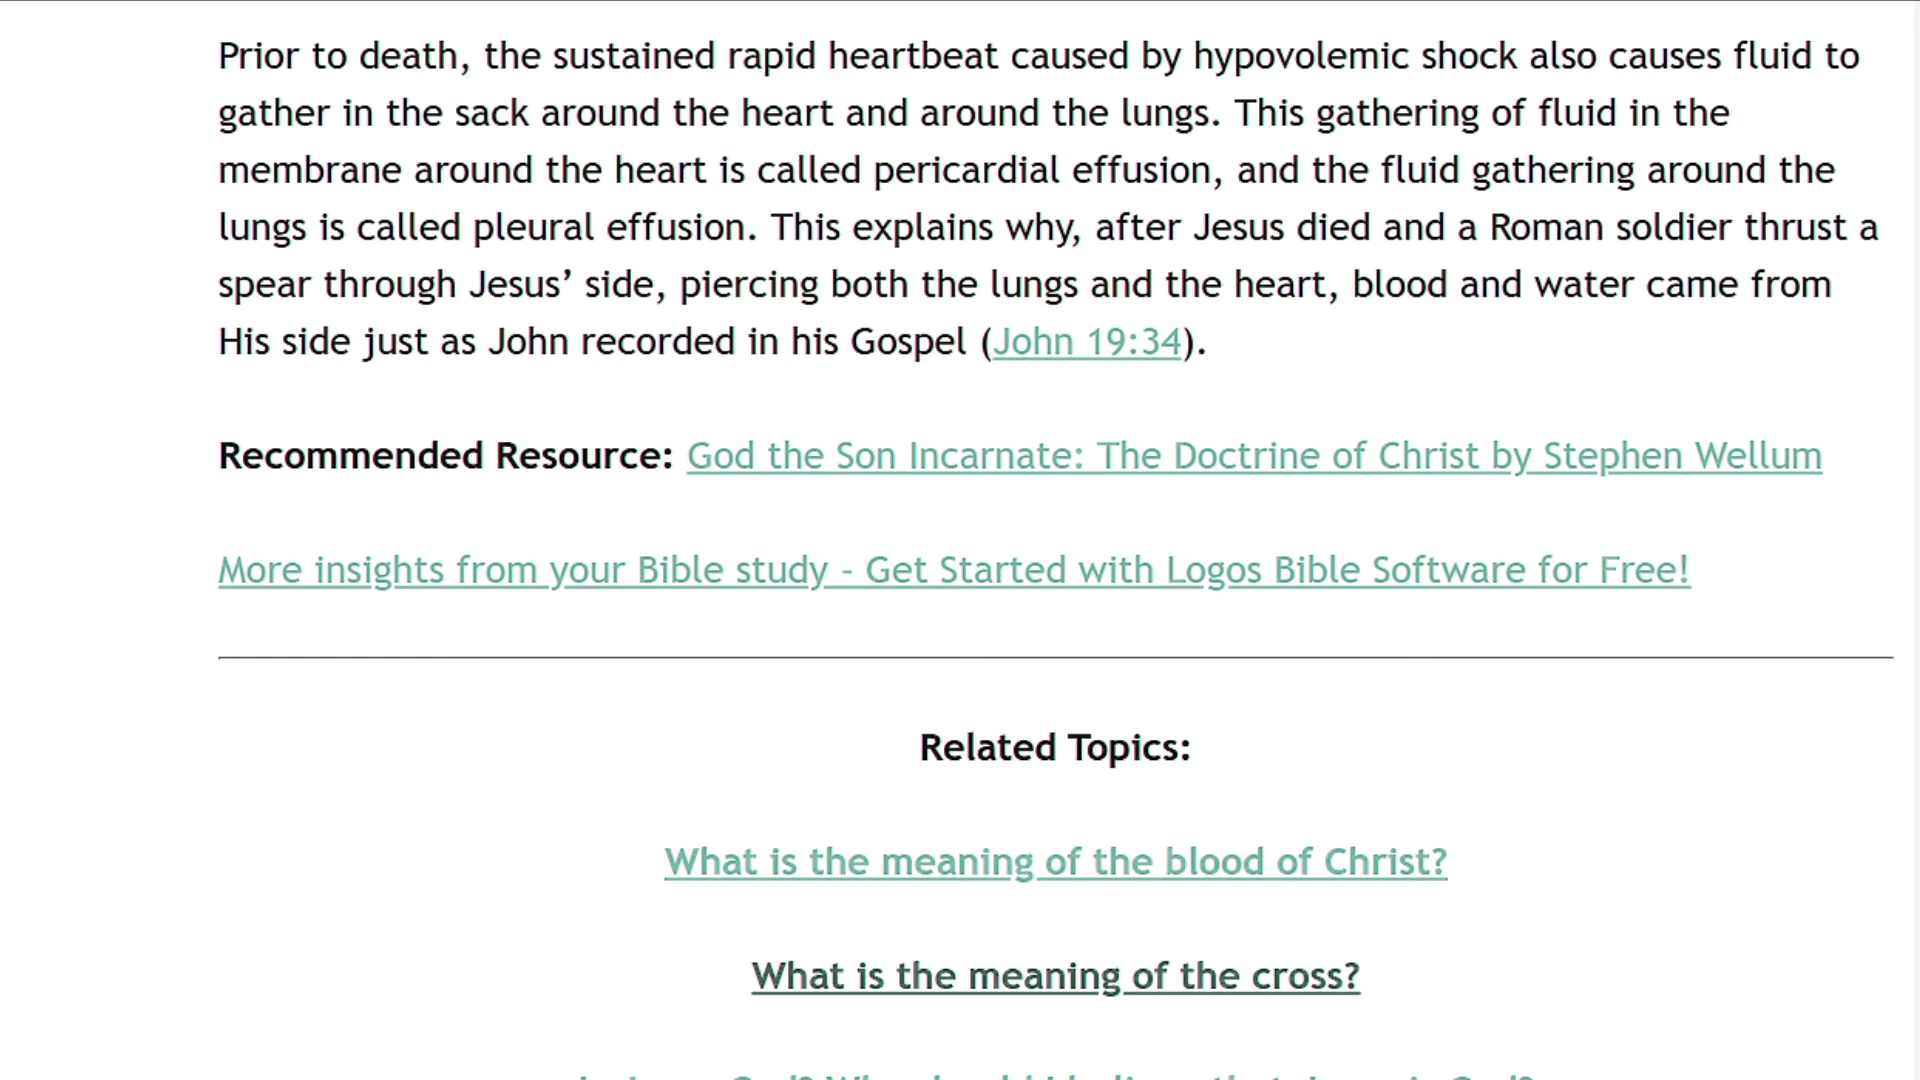 Prior to death, the sustained rapid heartbeat caused by hypovolemic shock also causes fluid to
gather in the sack around the heart and around the lungs. This gathering of fluid in the
membrane around the heart is called pericardial effusion, and the fluid gathering around the
lungs is called pleural effusion. This explains why, after Jesus died and a Roman soldier thrust a
spear through Jesus’ side, piercing both the lungs and the heart, blood and water came from
His side just as John recorded in his Gospel (John 19:34).
Recommended Resource: God the Son Incarnate: The Doctrine of Christ by Stephen Wellum
More insights from your Bible study - Get Started with Logos Bible Software for Free!
Related Topics:
What is the meaning of the blood of Christ?
What is the meaning of the cross?